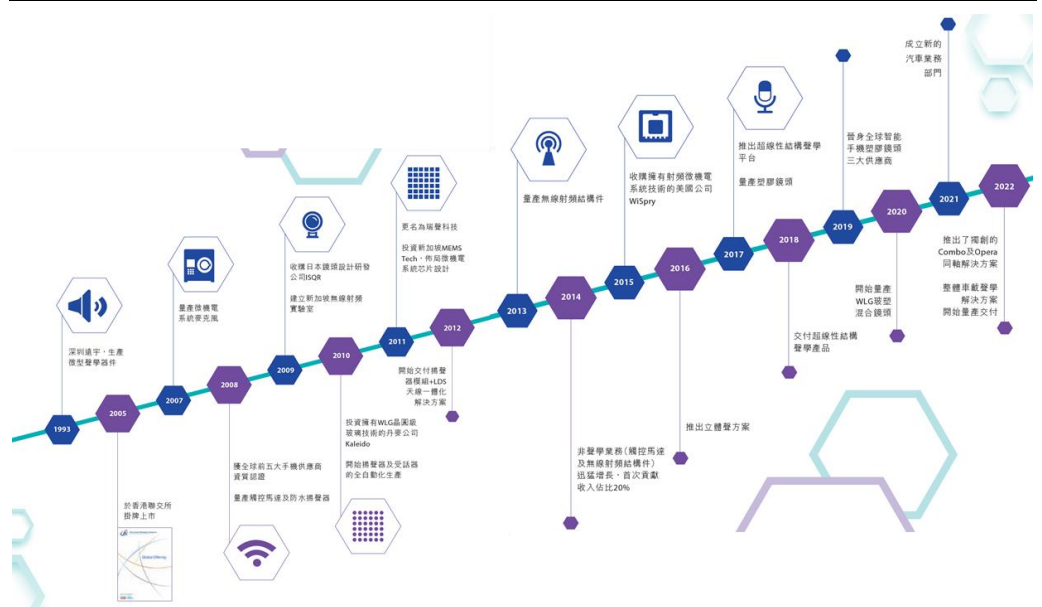 1993
深圳遠宇，生產
微型聲學器件
2005
於香港聯交所
掛牌上市
Global Offering
2007
量產微機電
系統麥克風
2008
獲全球前五大手機供應商
資質認證
量產觸控馬達及防水揚聲器
2009
收購日本鏡頭設計研發
公司ISQR
建立新加坡無線射頻
實驗室
2010
投資擁有WLG晶圓級
玻璃技術的丹麥公司
Kaleido
開始揚聲器及受話器
的全自動化生產
2011
更名為瑞聲科技
投資新加坡MEMS
Tech，佈局微機電
系統芯片設計
2012
開始交付揚聲
器模組+LDS
天線一體化
解決方案
2013
量產無線射頻結構件
2014
非聲學業務(觸控馬達
及無線射頻結構件)
迅猛增長，首次貢獻
收入佔比20%
2015
收購擁有射頻微機電
系統技術的美國公司
WiSpry
2016
推出立體聲方案
2017
推出超線性結構聲學
平台
量產塑膠鏡頭
2018
交付超線性結構
聲學產品
2019
晉身全球智能
手機塑膠鏡頭
三大供應商
2020
開始量產
WLG玻塑
混合鏡頭
2021
成立新的
汽車業務
部門
2022
推出了獨創的
Combo及Opera
同軸解決方案
整體車載聲學
解決方案
開始量產交付